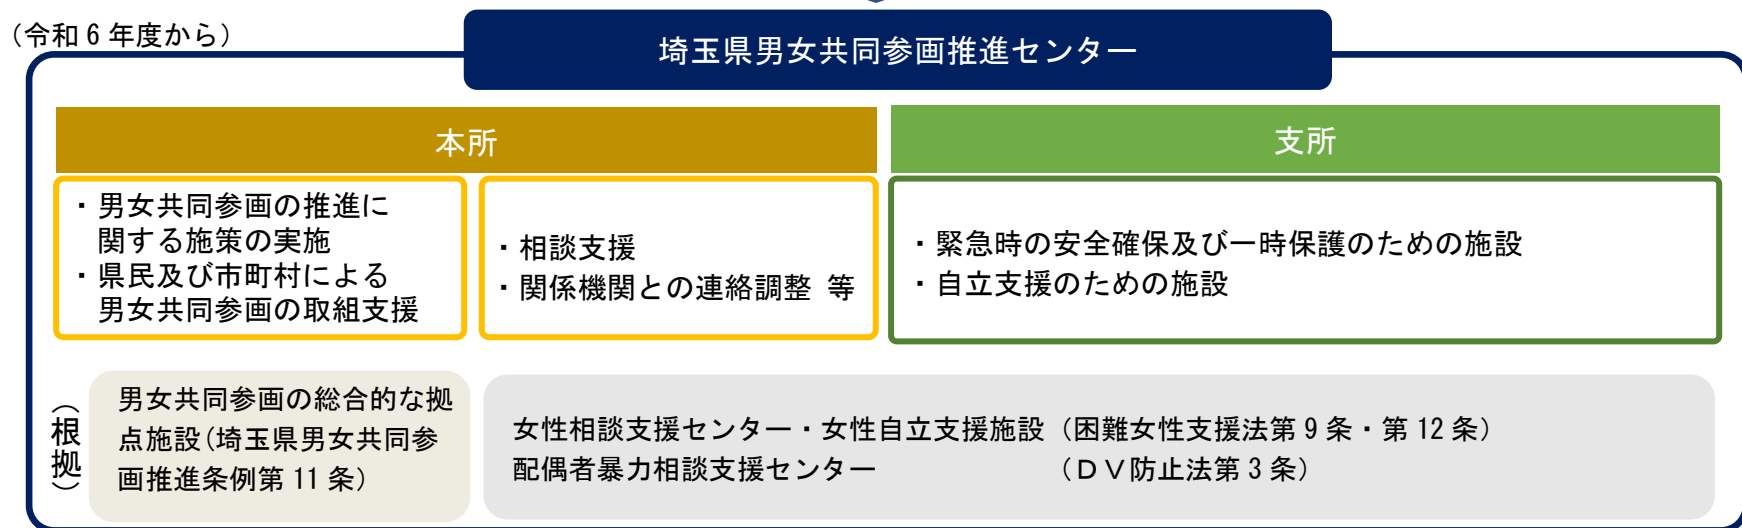 （令和６年度から）
埼玉県男女共同参画推進センター
本所
・男女共同参画の推進に
関する施策の実施
・県民及び市町村による
男女共同参画の取組支援
・相談支援
・関係機関との連絡調整 等
支所
・緊急時の安全確保及び一時保護のための施設
・自立支援のための施設
（根拠）
男女共同参画の総合的な拠
点施設（埼玉県男女共同参
画推進条例第 11 条）
女性相談支援センター・女性自立支援施設（困難女性支援法第９条・第 12 条）
配偶者暴力相談支援センター （ＤＶ防止法第３条）